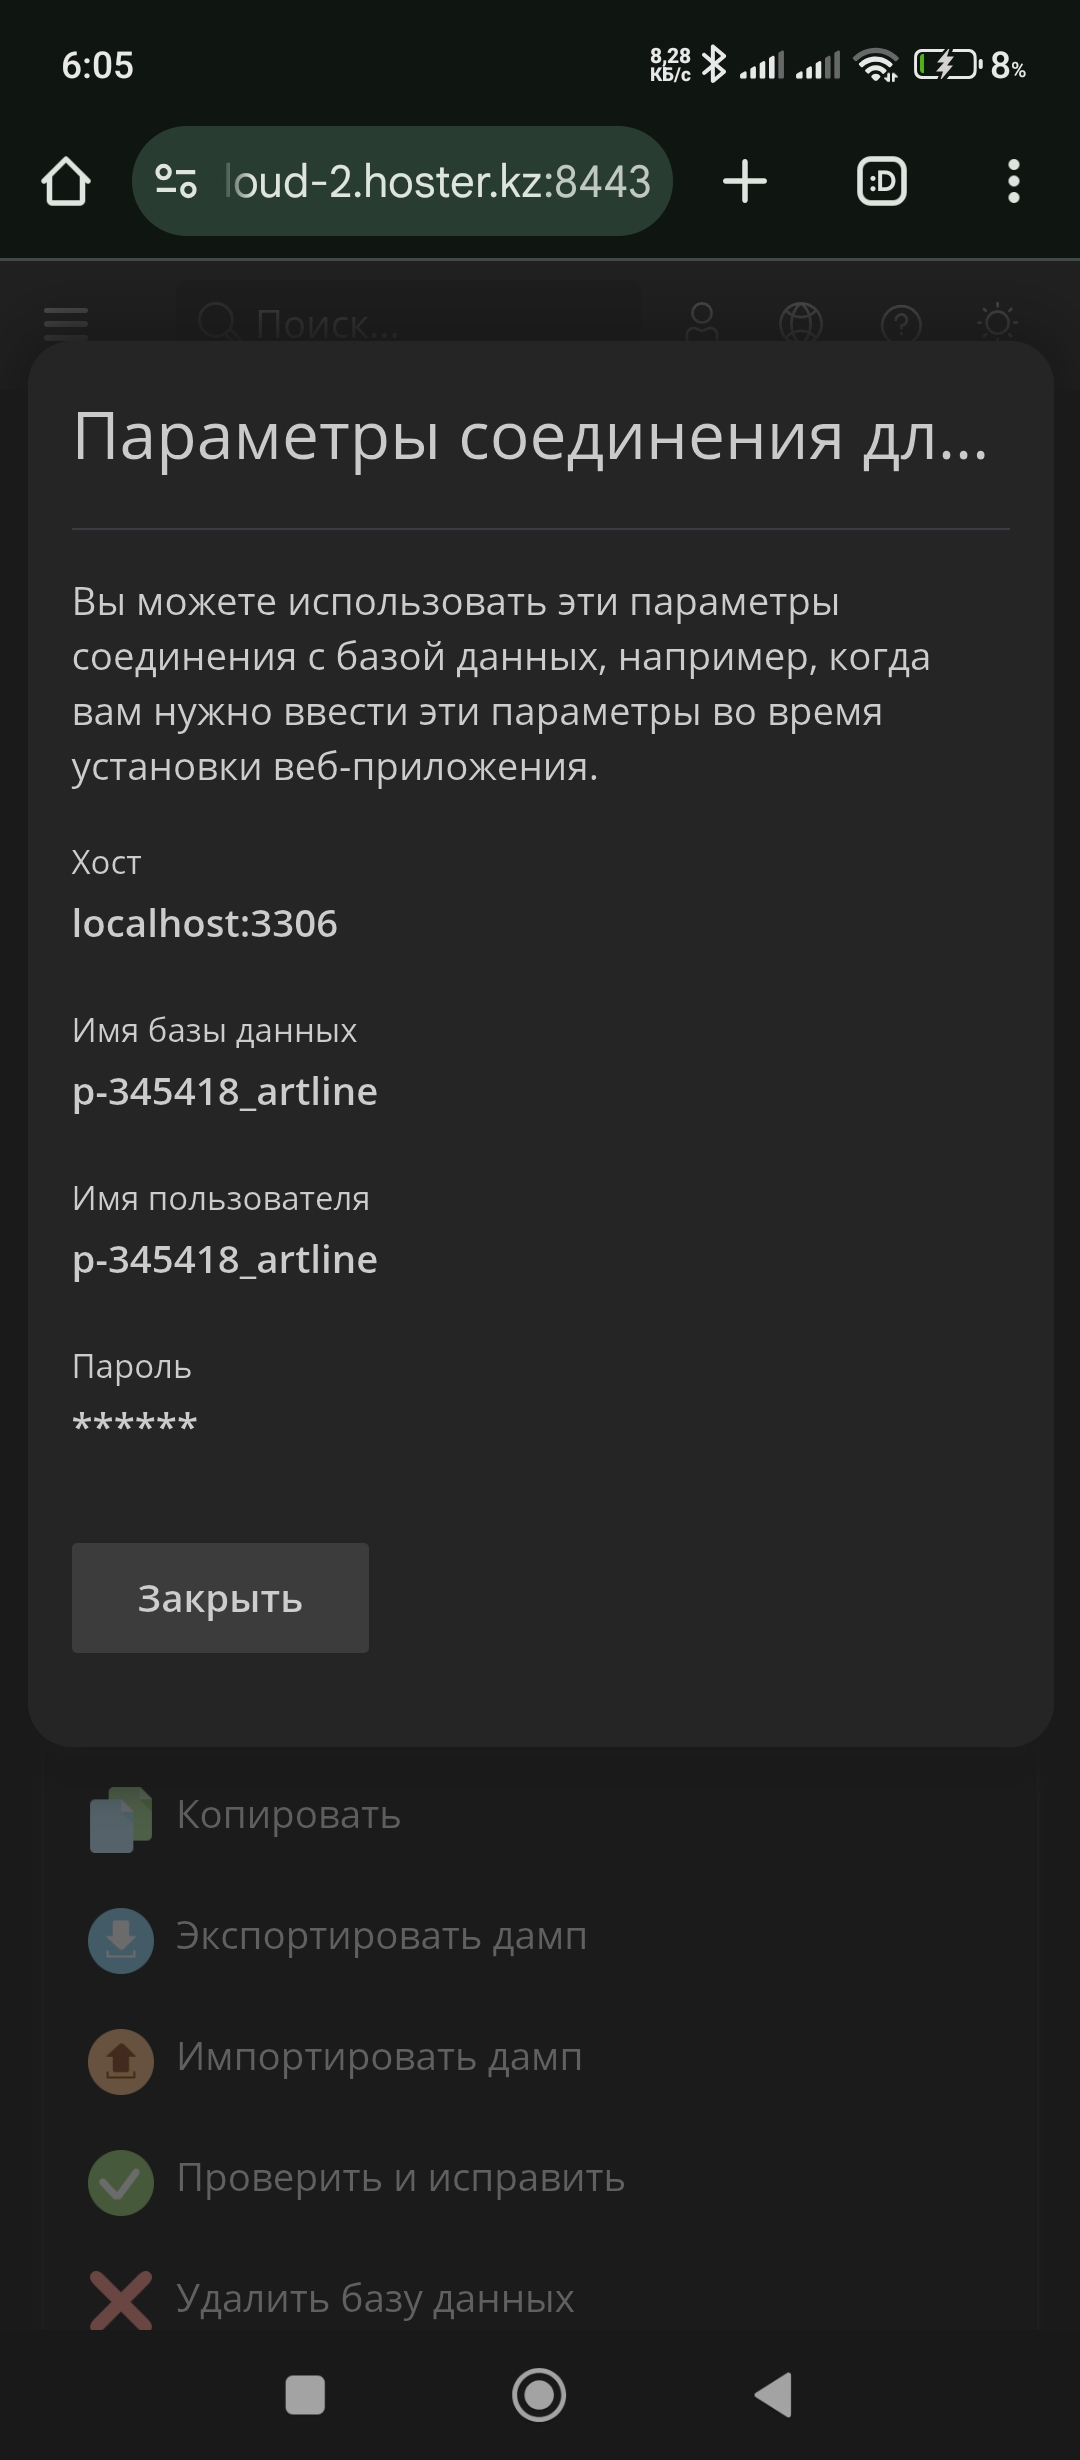 6:05
8,28
КБ/с
8%
loud-2.hoster.kz:8443
:D
Поиск...
Параметры соединения дл...
Вы можете использовать эти параметры
соединения с базой данных, например, когда
вам нужно ввести эти параметры во время
установки веб-приложения.
Хост
localhost:3306
Имя базы данных
p-345418_artline
Имя пользователя
p-345418_artline
Пароль
******
Закрыть
Копировать
Экспортировать дамп
Импортировать дамп
Проверить и исправить
Удалить базу данных